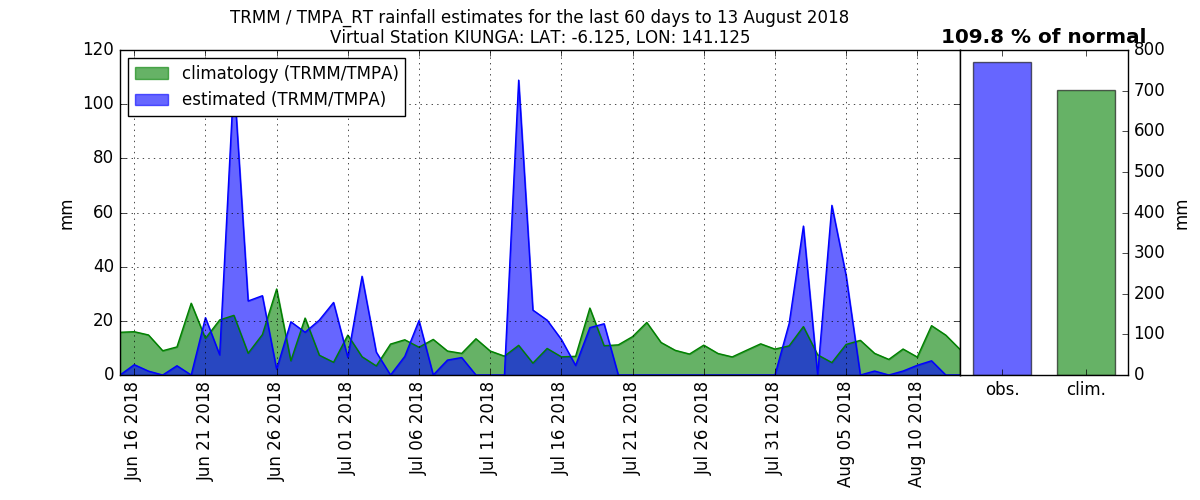 TRMM / TMPA_RT rainfall estimates for the last 60 days to 13 August 2018
Virtual Station KIUNGA: LAT: -6.125, LON: 141.125
109.8 % of normal
climatology (TRMM/TMPA)
estimated (TRMM/TMPA)
120
100
80
60
40
20
0
mm
Jun 16 2018
Jun 21 2018
Jun 26 2018
Jul 01 2018
Jul 06 2018
Jul 11 2018
Jul 16 2018
Jul 21 2018
Jul 26 2018
Jul 31 2018
Aug 05 2018
Aug 10 2018
800
700
600
500
400
300
200
100
0
mm
obs.
clim.